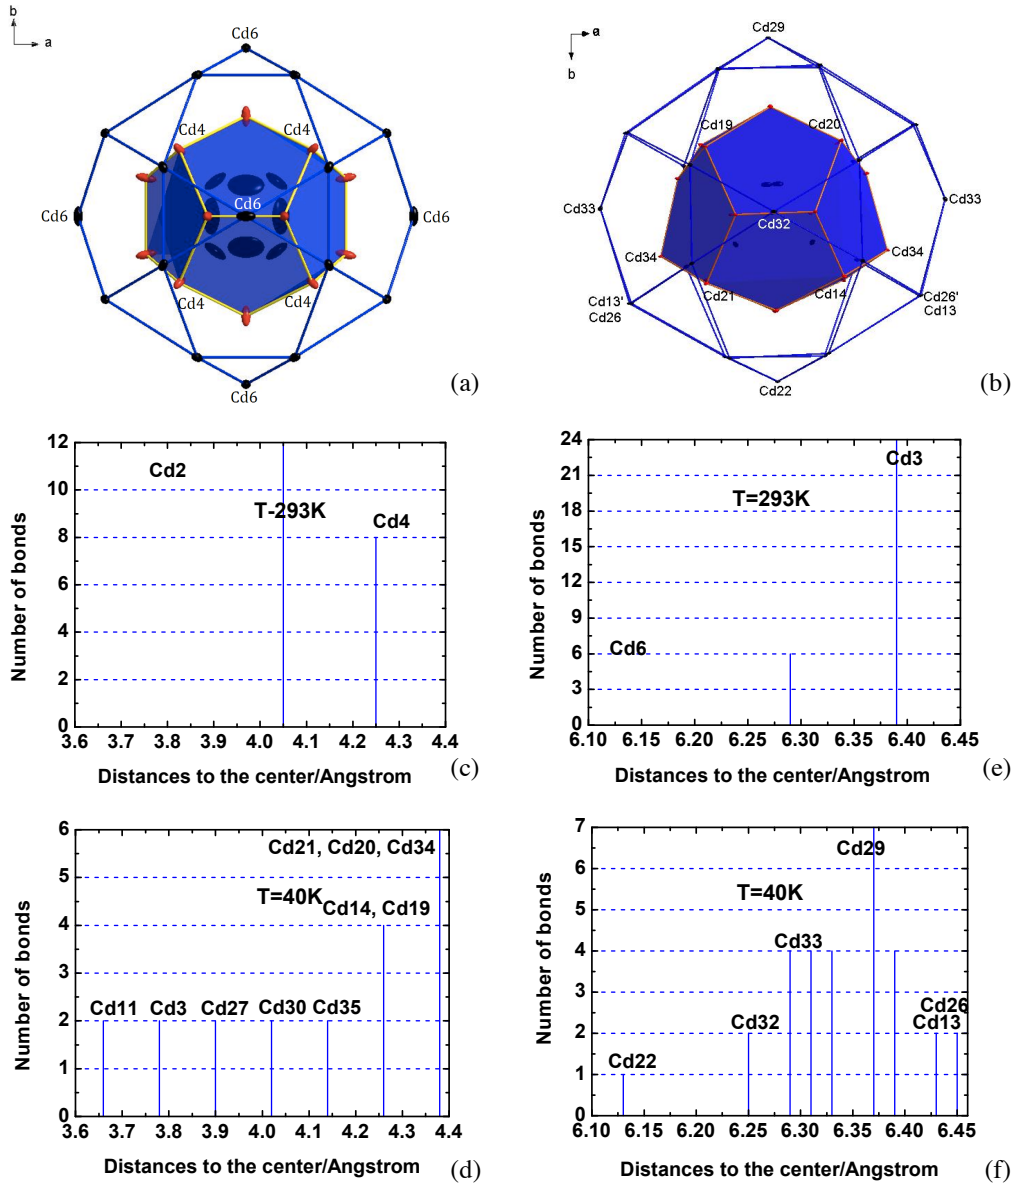 b
a
Cd6
Cd4 Cd4
Cd6 Cd6 Cd6
Cd4 Cd4
Cd6
(a)
a
b
Cd29
Cd19 Cd20
Cd33 Cd33
Cd32
Cd34 Cd34
Cd21 Cd14
Cd13' Cd26'
Cd26 Cd13
Cd22
(b)
Number of bonds
12
10
8
6
4
2
0
Cd2
T-293K
Cd4
3.6 3.7 3.8 3.9 4.0 4.1 4.2 4.3 4.4
Distances to the center/Angstrom
(c)
Number of bonds
24
21
18
15
12
9
6
3
0
Cd3
T=293K
Cd6
6.10 6.15 6.20 6.25 6.30 6.35 6.40 6.45
Distances to the center/Angstrom
(e)
Number of bonds
6
5
4
3
2
1
0
Cd21, Cd20, Cd34
T=40K
Cd14, Cd19
Cd11 Cd3 Cd27 Cd30 Cd35
3.6 3.7 3.8 3.9 4.0 4.1 4.2 4.3 4.4
Distances to the center/Angstrom
(d)
Number of bonds
7
6
5
4
3
2
1
0
Cd29
T=40K
Cd33
Cd26
Cd32 Cd13
Cd22
6.10 6.15 6.20 6.25 6.30 6.35 6.40 6.45
Distances to the center/Angstrom
(f)